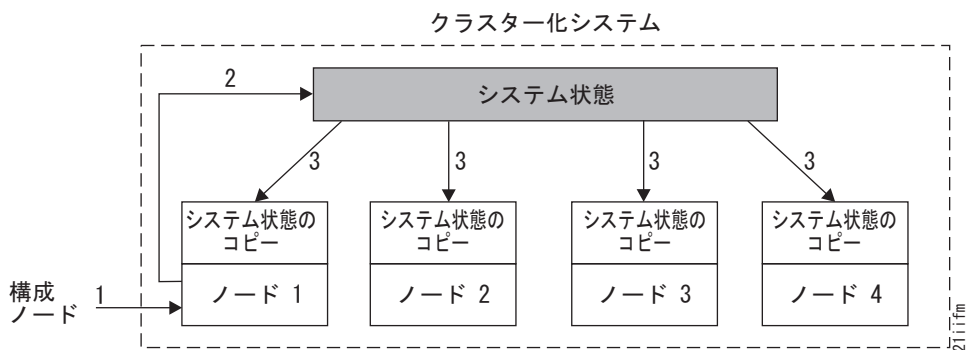 クラスター化システム
2
システム状態
3
3
3
3
システム状態の
コピー
システム状態の
コピー
システム状態の
コピー
システム状態の
コピー
構成
ノード
1
ノード 1
ノード 2
ノード 3
ノード 4
21iifm